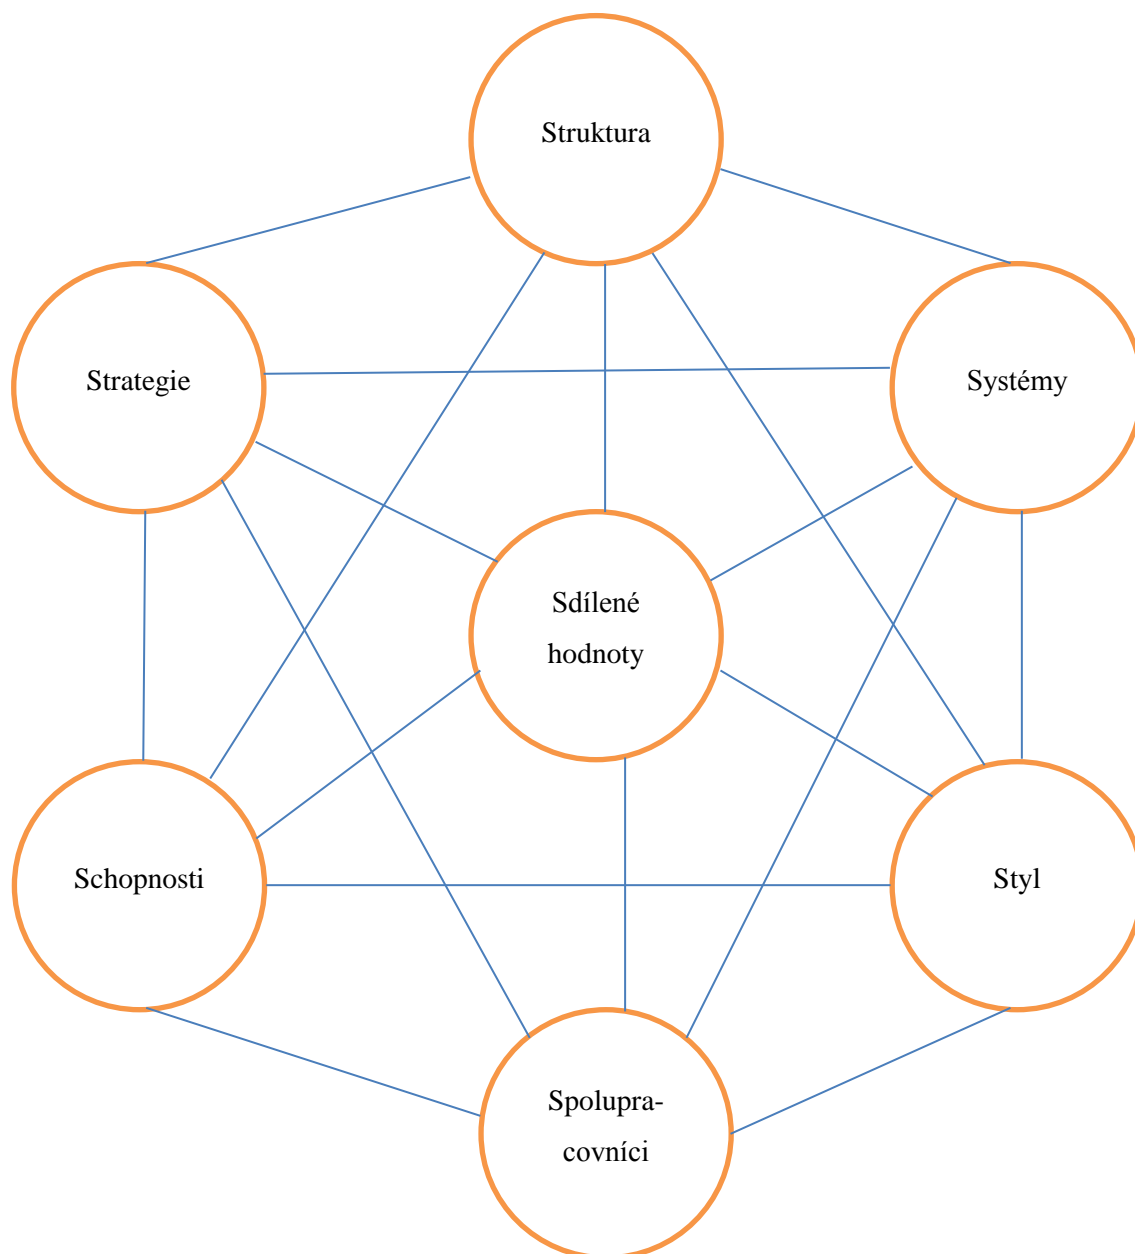 Struktura
Strategie
Systémy
Sdílené
hodnoty
Schopnosti
Styl
Spolupra-
covníci